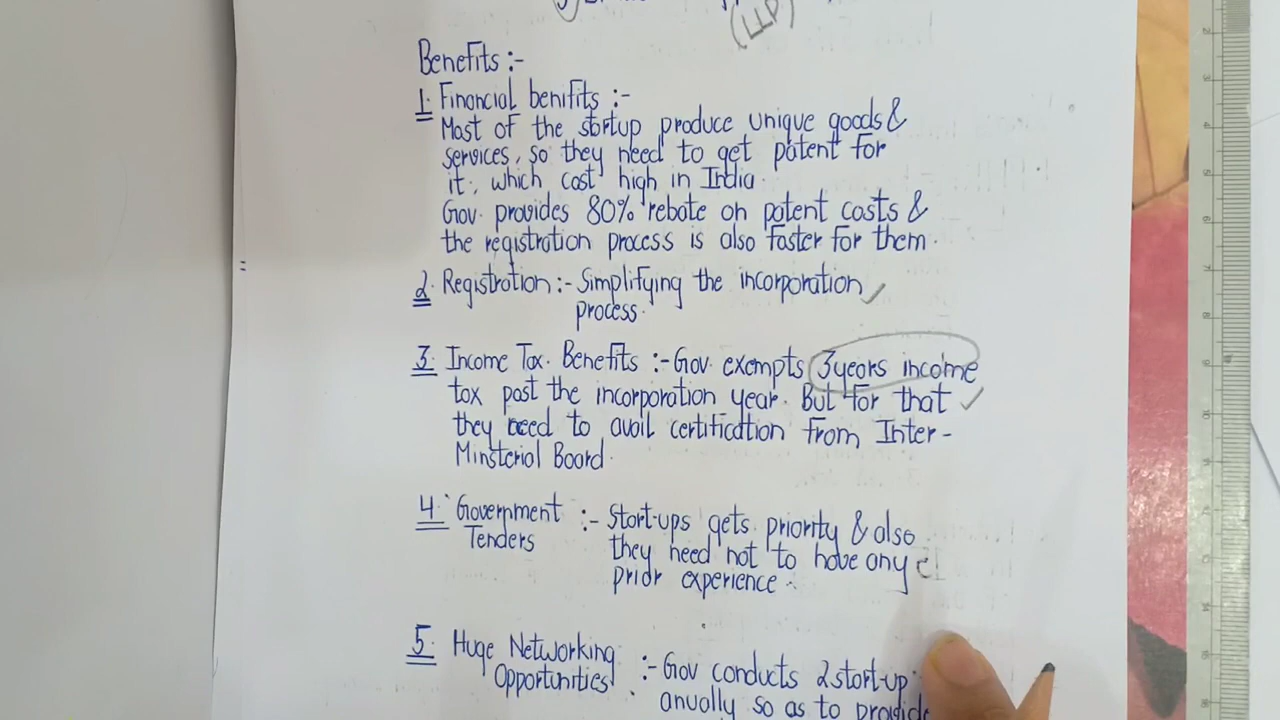 (LLP)
Benefits :-
1. Financial benifits :-
Most of the startup produce unique goods &
services, so they need to get patent for
it, which cost high in India.
Gov. provides 80% rebate on patent costs &
the registration process is also faster for them.
2. Registration :- Simplifying the incorporation
process.
3. Income Tax Benefits :- Gov. exempts 3years income
tax past the incorporation year. But for that
they need to avail certification from Inter-
Minsterial Board.
4. Government Tenders :- Start-ups gets priority & also
they need not to have any
prior experience.
5. Huge Networking Opportunities :- Gov conducts 2 start-up
anually so as to provide